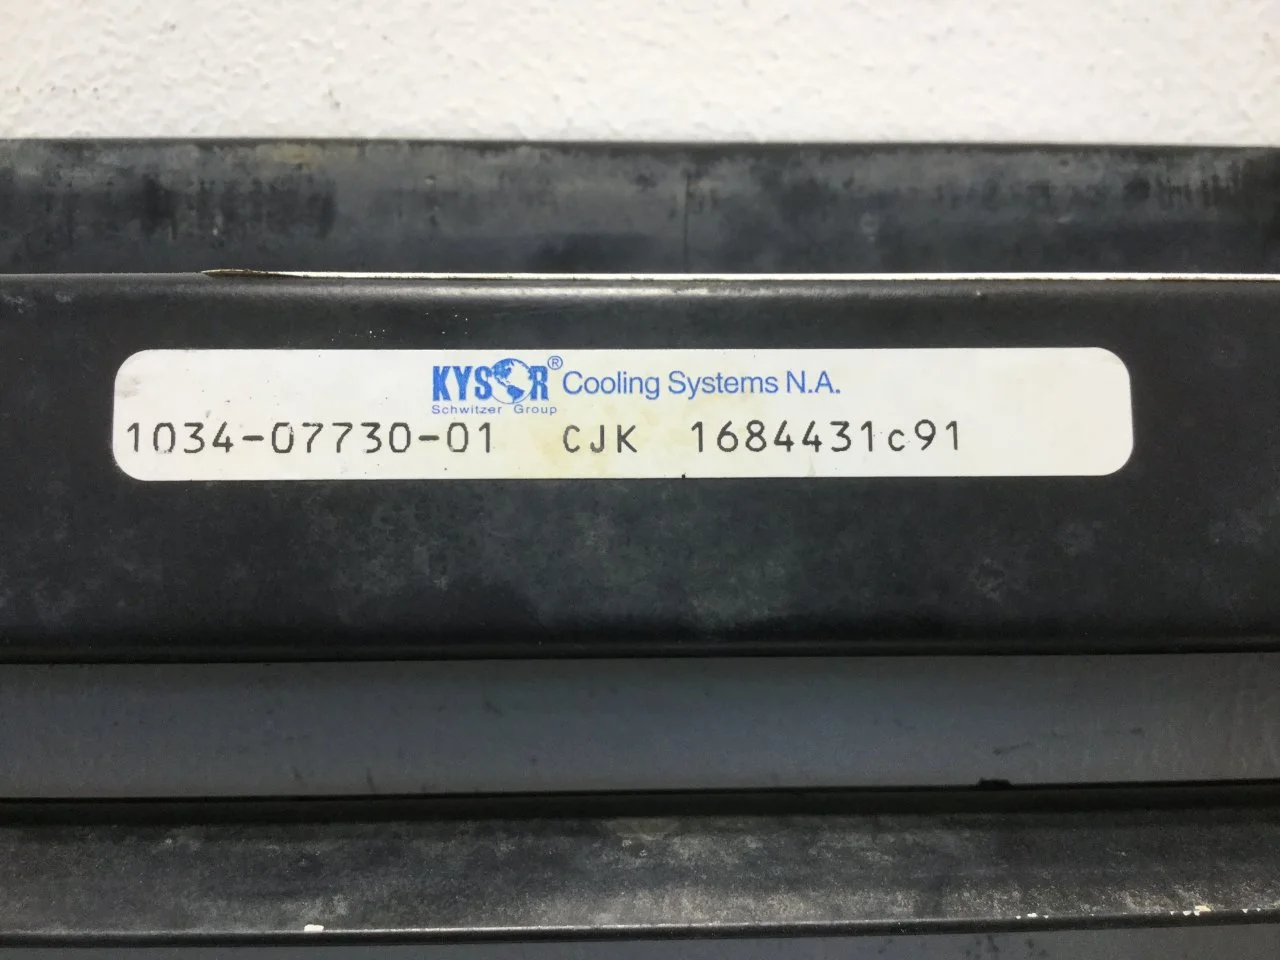 KYSOR® Cooling Systems N.A.
Schwitzer Group
1034-07730-01 CJK 1684431c91